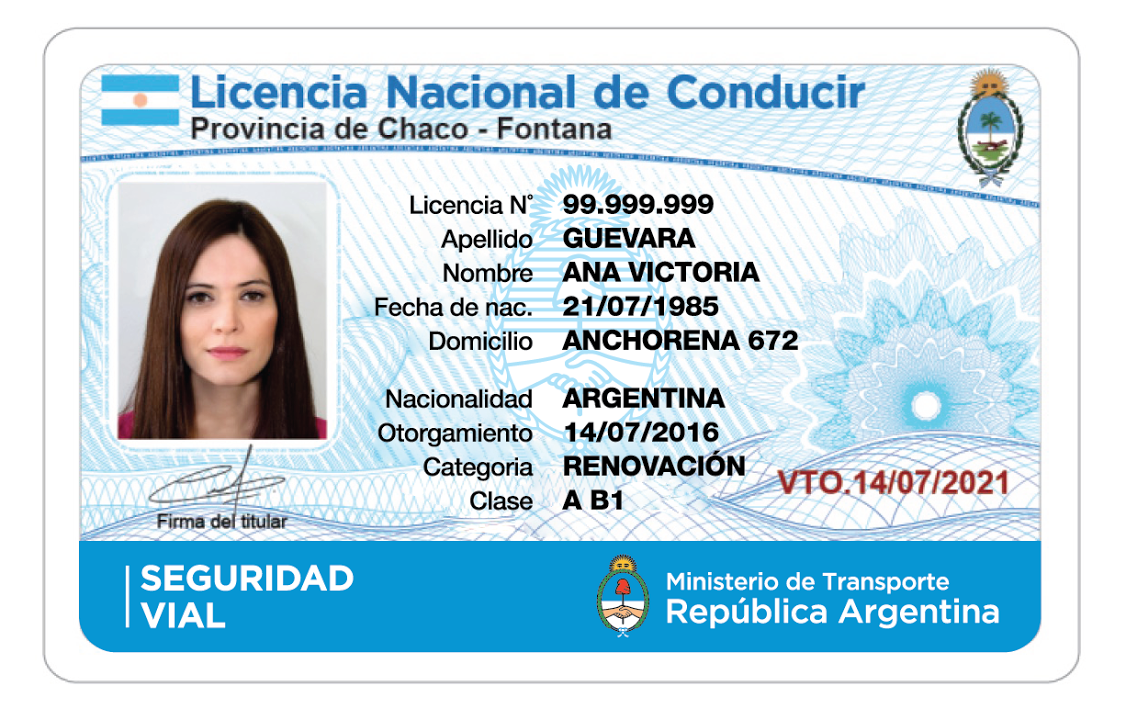 Licencia Nacional de Conducir
Provincia de Chaco - Fontana
Licencia N° 99.999.999
Apellido GUEVARA
Nombre ANA VICTORIA
Fecha de nac. 21/07/1985
Domicilio ANCHORENA 672
Nacionalidad ARGENTINA
Otorgamiento 14/07/2016
Categoria RENOVACIÓN
Clase A B1
VTO.14/07/2021
Firma del titular
SEGURIDAD
VIAL
Ministerio de Transporte
República Argentina